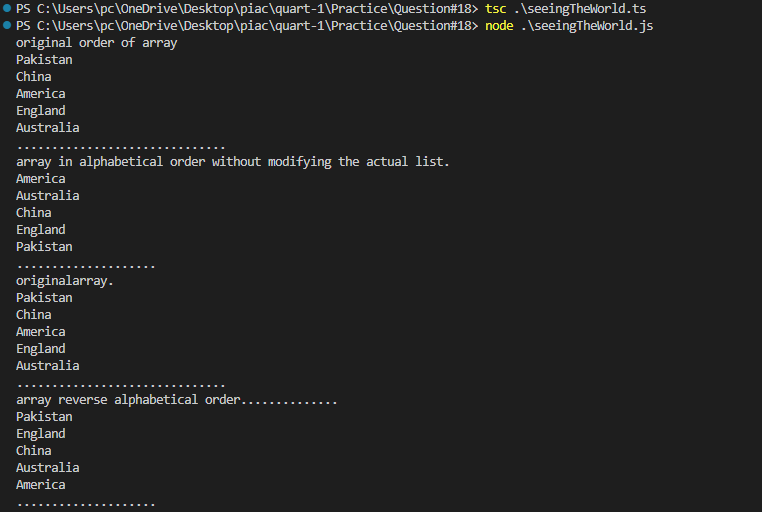 PS C:\Users\pc\OneDrive\Desktop\piac\quart-1\Practice\Question#18> tsc .\seeingTheWorld.ts
PS C:\Users\pc\OneDrive\Desktop\piac\quart-1\Practice\Question#18> node .\seeingTheWorld.js
original order of array
Pakistan
China
America
England
Australia
..............................
array in alphabetical order without modifying the actual list.
America
Australia
China
England
Pakistan
....................
originalarray.
Pakistan
China
America
England
Australia
..............................
array reverse alphabetical order..............
Pakistan
England
China
Australia
America
....................